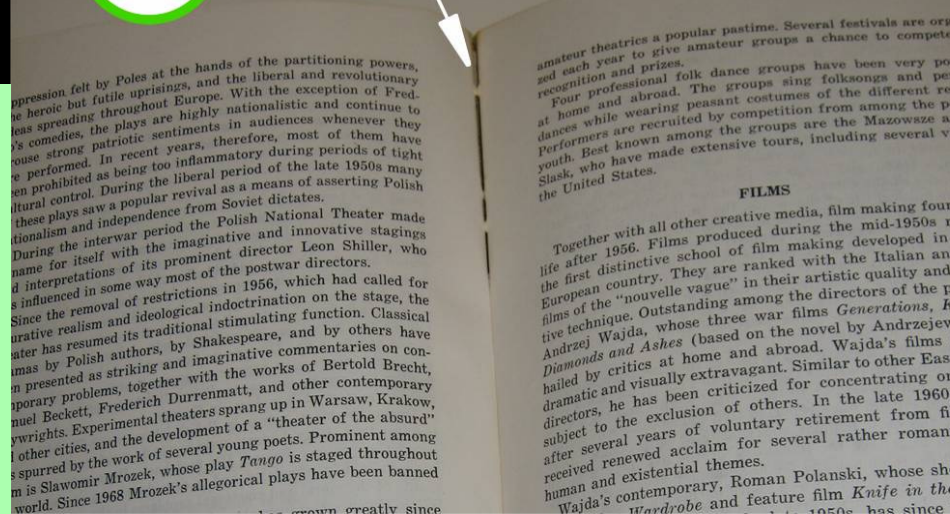 ppression felt by Poles at the hands of the partitioning powers,
e heroic but futile uprisings, and the liberal and revolutionary
eas spreading throughout Europe. With the exception of Fred-
o's comedies, the plays are highly nationalistic and continue to
ouse strong patriotic sentiments in audiences whenever they
e performed. In recent years, therefore, most of them have
en prohibited as being too inflammatory during periods of tight
ltural control. During the liberal period of the late 1950s many
these plays saw a popular revival as a means of asserting Polish
tionalism and independence from Soviet dictates.
During the interwar period the Polish National Theater made
name for itself with the imaginative and innovative stagings
d interpretations of its prominent director Leon Shiller, who
s influenced in some way most of the postwar directors.
Since the removal of restrictions in 1956, which had called for
urative realism and ideological indoctrination on the stage, the
ater has resumed its traditional stimulating function. Classical
amas by Polish authors, by Shakespeare, and by others have
n presented as striking and imaginative commentaries on con-
mporary problems, together with the works of Bertold Brecht,
muel Beckett, Frederich Durrenmatt, and other contemporary
ywrights. Experimental theaters sprang up in Warsaw, Krakow,
d other cities, and the development of a "theater of the absurd"
s spurred by the work of several young poets. Prominent among
m is Slawomir Mrozek, whose play Tango is staged throughout
world. Since 1968 Mrozek's allegorical plays have been banned
grown greatly since
amateur theatrics a popular pastime. Several festivals are org
zed each year to give amateur groups a chance to compete
recognition and prizes.
Four professional folk dance groups have been very po
at home and abroad. The groups sing folksongs and pe
dances while wearing peasant costumes of the different re
Performers are recruited by competition from among the p
youth. Best known among the groups are the Mazowsze a
Slask, who have made extensive tours, including several v
the United States.
FILMS
Together with all other creative media, film making four
life after 1956. Films produced during the mid-1950s r
the first distinctive school of film making developed in
European country. They are ranked with the Italian an
films of the "nouvelle vague" in their artistic quality and
tive technique. Outstanding among the directors of the p
Andrzej Wajda, whose three war films Generations, K
Diamonds and Ashes (based on the novel by Andrzejew
hailed by critics at home and abroad. Wajda's films
dramatic and visually extravagant. Similar to other Eas
directors, he has been criticized for concentrating on
subject to the exclusion of others. In the late 1960
after several years of voluntary retirement from fi
received renewed acclaim for several rather roman
human and existential themes.
Wajda's contemporary, Roman Polanski, whose sh
Wardrobe and feature film Knife in the
1950s, has since